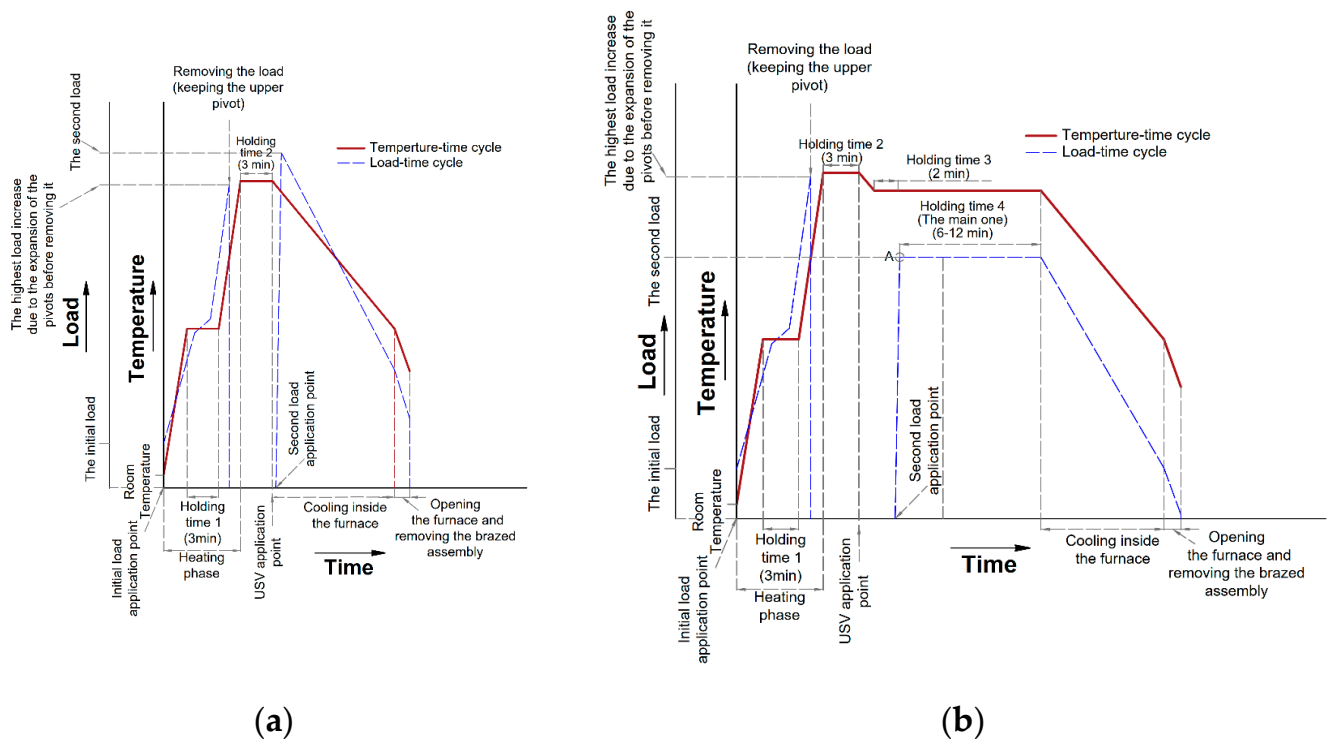 The highest load increase
due to the expansion of the
pivots before removing it
The second load
Removing the load
(keeping the upper
pivot)
Holding
time 2
(3 min)
Temperture-time cycle
Load-time cycle
Load
Temperature
The initial load
Room
Temperature
Initial load
application point
Holding
time 1
(3min)
Heating
phase
USV application
point
Second load
application point
Cooling inside
the furnace
Opening
the furnace and
removing the brazed
assembly
Time
(a)
The highest load increase
due to the expansion of the
pivots before removing it
The second load
Removing the load
(keeping the upper
pivot)
Holding time 2
(3 min)
Temperture-time cycle
Load-time cycle
Holding time 3
(2 min)
Holding time 4
(The main one)
(6-12 min)
A
Load
Temperature
The initial load
Room
Temperature
Initial load
application point
Holding
time 1
(3min)
Heating
phase
USV application
point
Second load
application point
Time
Cooling inside
the furnace
Opening
the furnace and
removing the brazed
assembly
(b)